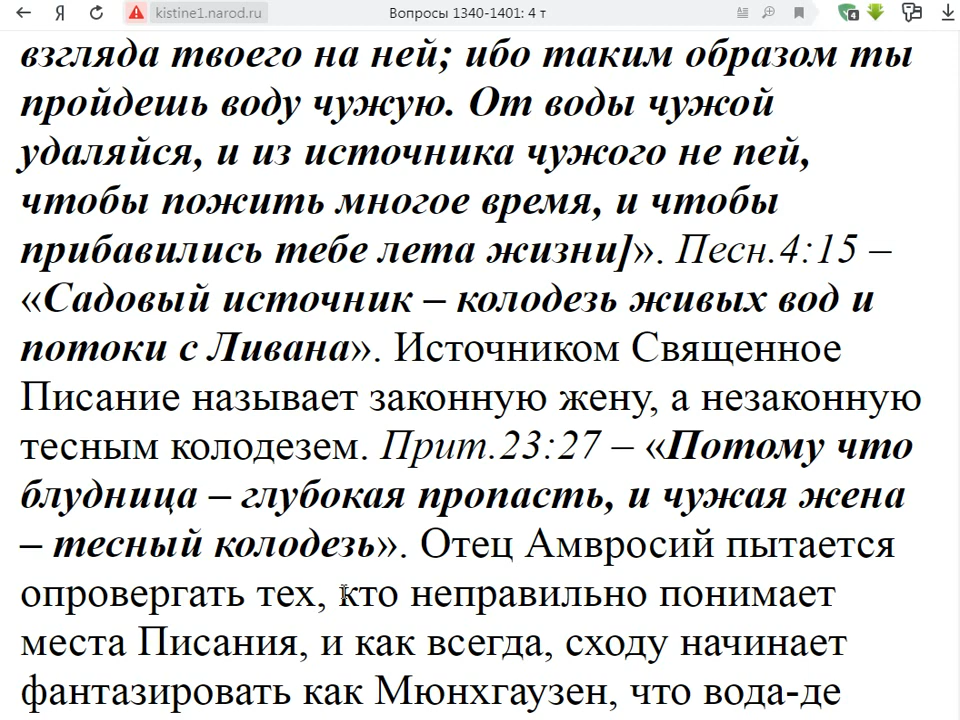 kistine1.narod.ru
Вопросы 1340-1401: 4 т
4
взгляда твоего на ней; ибо таким образом ты
пройдешь воду чужую. От воды чужой
удаляйся, и из источника чужого не пей,
чтобы пожить многое время, и чтобы
прибавились тебе лета жизни]». Песн.4:15 –
«Садовый источник – колодезь живых вод и
потоки с Ливана». Источником Священное
Писание называет законную жену, а незаконную
тесным колодезем. Прит.23:27 – «Потому что
блудница – глубокая пропасть, и чужая жена
– тесный колодезь». Отец Амвросий пытается
опровергать тех, кто неправильно понимает
места Писания, и как всегда, сходу начинает
фантазировать как Мюнхгаузен, что вода-де